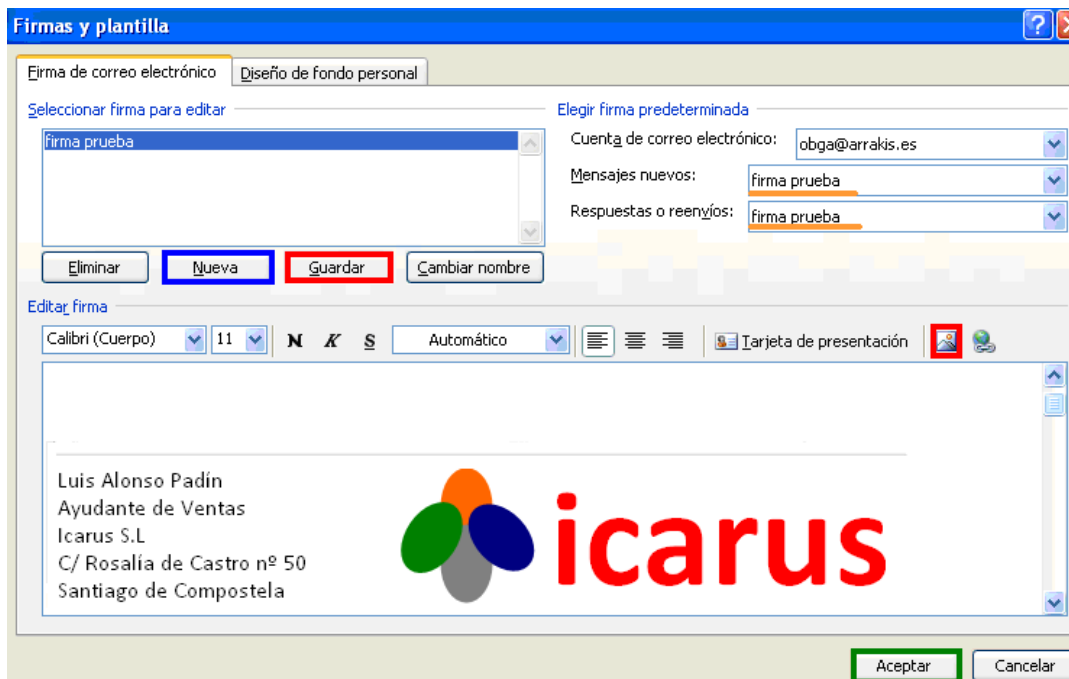 Firmas y plantilla
Firma de correo electrónico
Diseño de fondo personal
Seleccionar firma para editar
firma prueba
Elegir firma predeterminada
Cuenta de correo electrónico:
obga@arrakis.es
Mensajes nuevos:
firma prueba
Respuestas o reenvíos:
firma prueba
Eliminar
Nueva
Guardar
Cambiar nombre
Editar firma
Calibri (Cuerpo)
11
N
K
S
Automático
Tarjeta de presentación
Luis Alonso Padín
Ayudante de Ventas
Icarus S.L
C/ Rosalía de Castro nº 50
Santiago de Compostela
icarus
Aceptar
Cancelar